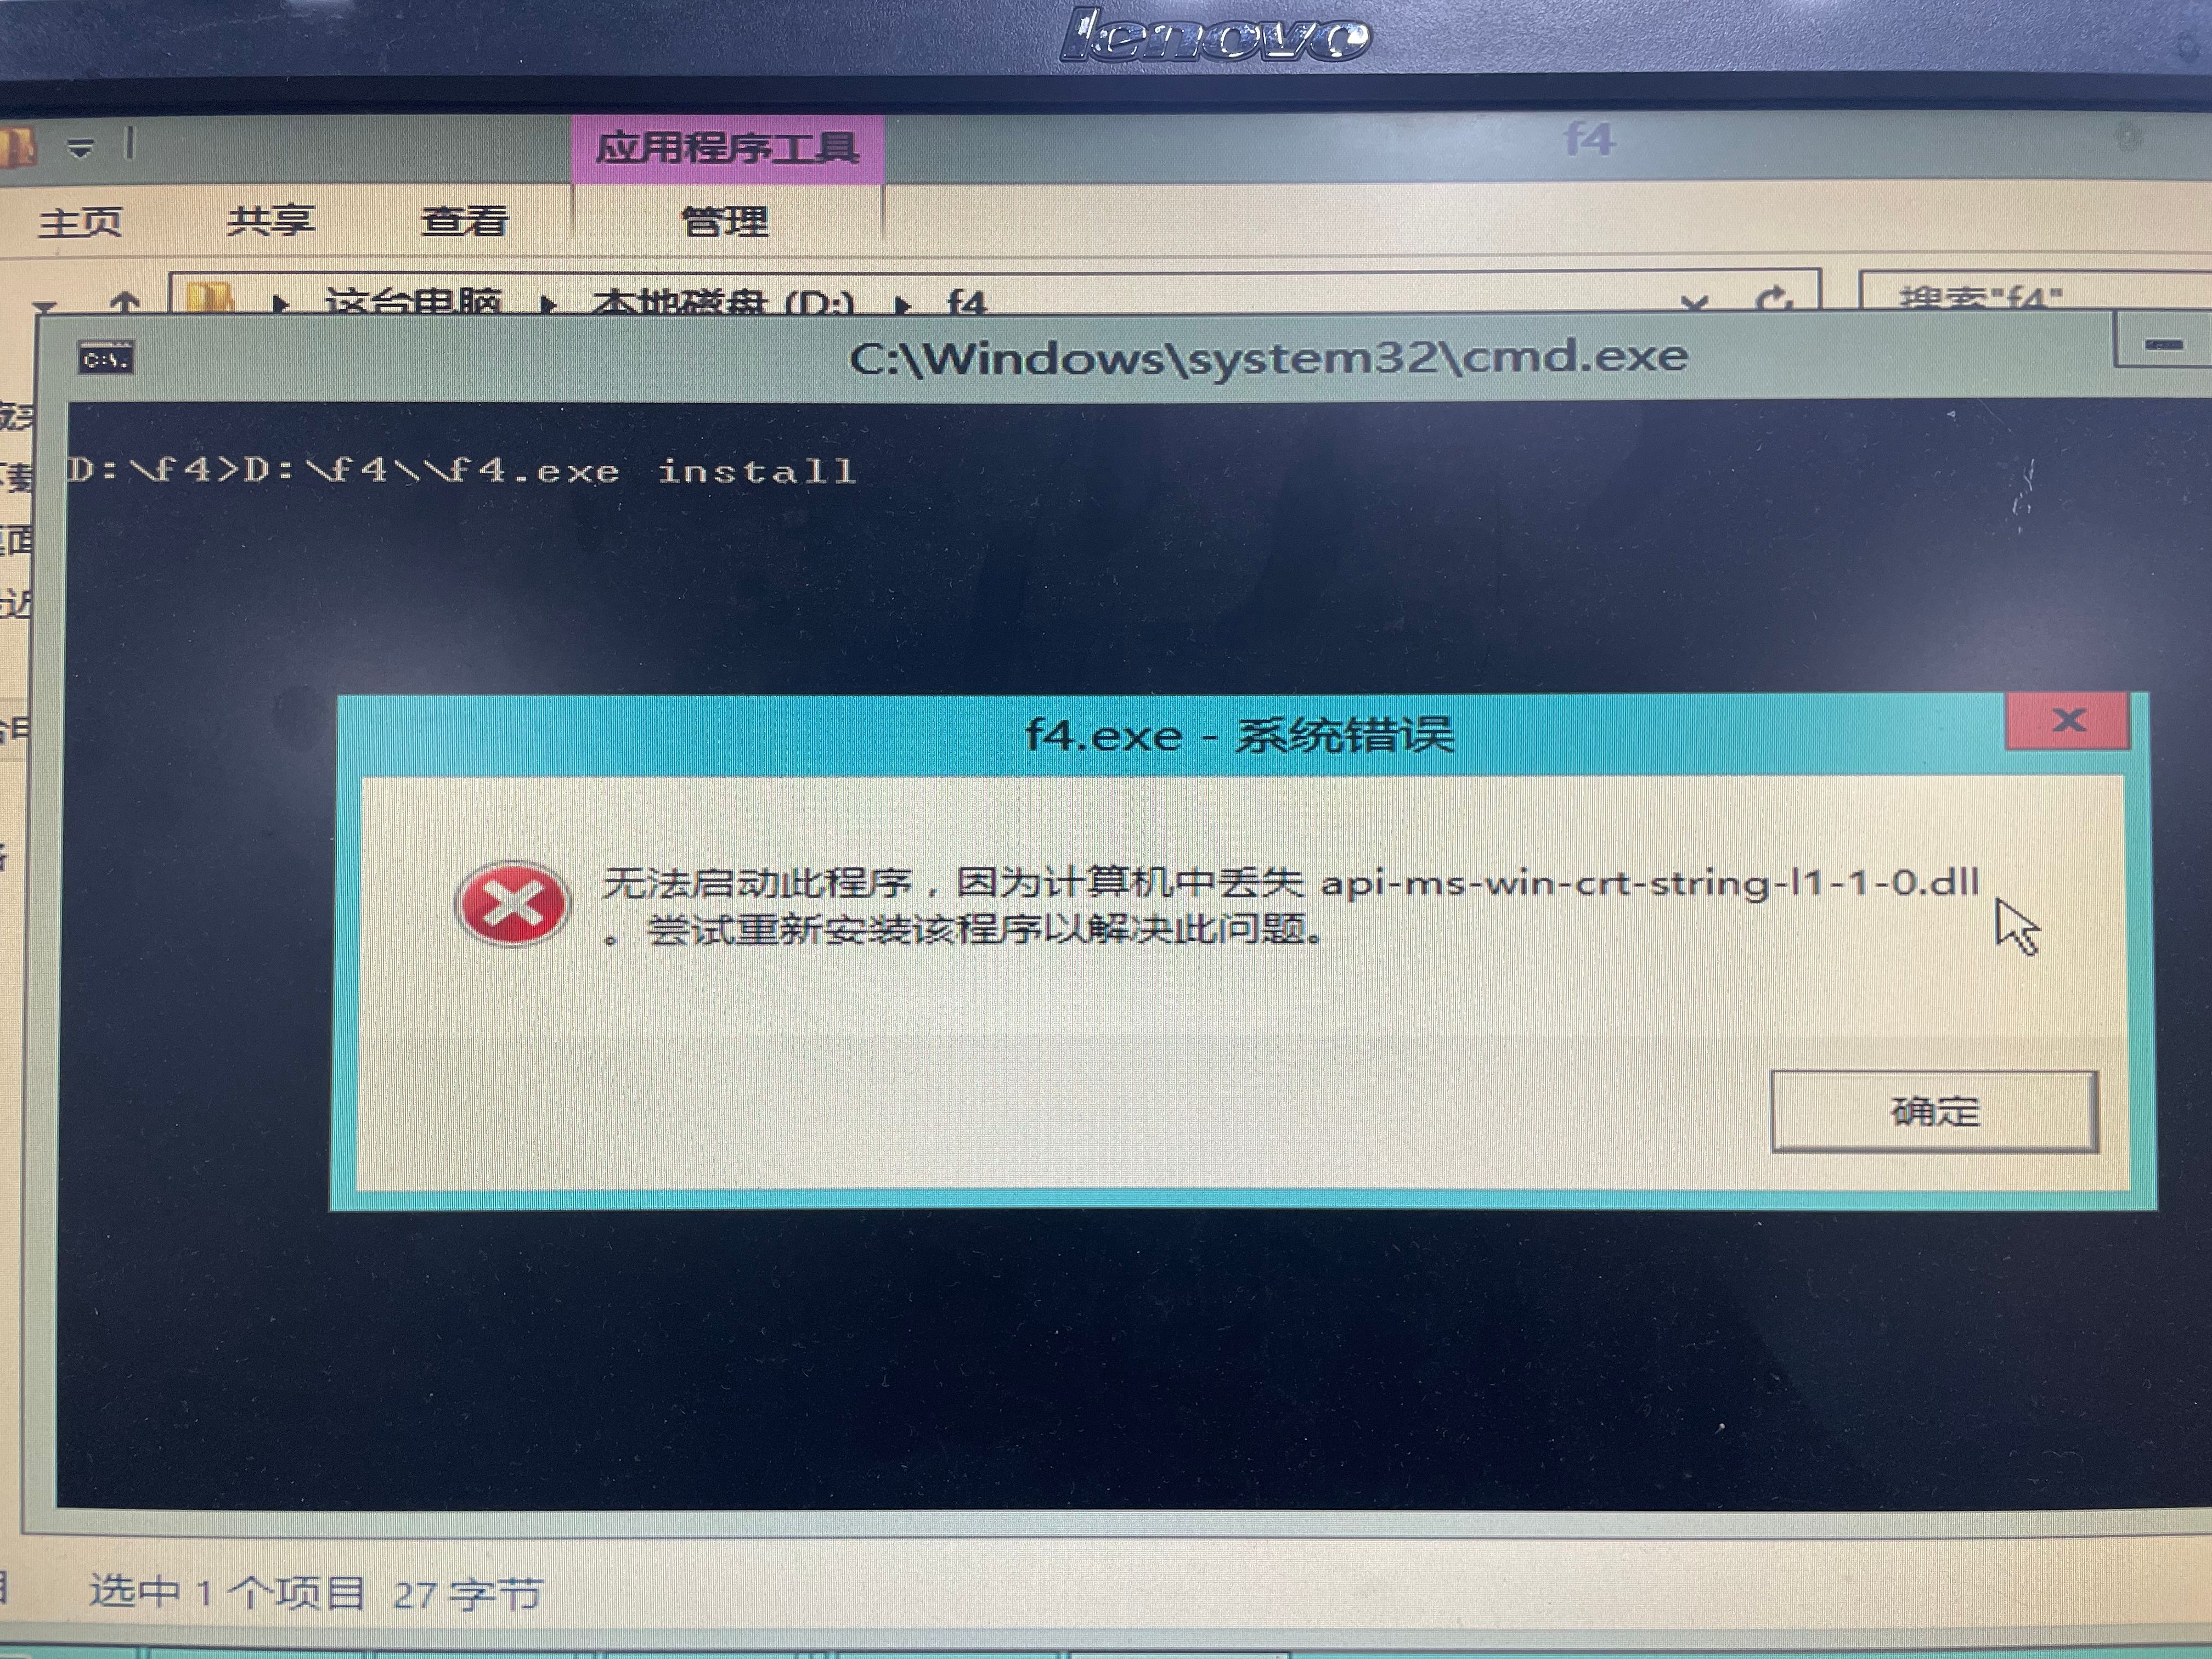 lenovo
应用程序工具
f4
主页 共享 查看 管理
这台电脑 本地磁盘 (D:) f4 搜索"f4"
C:\Windows\system32\cmd.exe
D:\f4>D:\f4\\f4.exe install
f4.exe - 系统错误
无法启动此程序，因为计算机中丢失 api-ms-win-crt-string-l1-1-0.dll
。尝试重新安装该程序以解决此问题。
确定
选中 1 个项目 27 字节